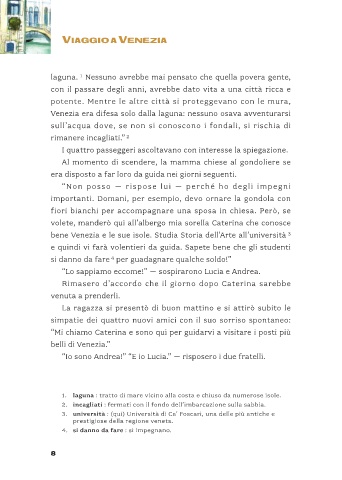 VIAGGIO A VENEZIA
laguna. 1 Nessuno avrebbe mai pensato che quella povera gente,
con il passare degli anni, avrebbe dato vita a una città ricca e
potente. Mentre le altre città si proteggevano con le mura,
Venezia era difesa solo dalla laguna: nessuno osava avventurarsi
sull'acqua dove, se non si conoscono i fondali, si rischia di
rimanere incagliati." 2
I quattro passeggeri ascoltavano con interesse la spiegazione.
Al momento di scendere, la mamma chiese al gondoliere se
era disposto a far loro da guida nei giorni seguenti.
"Non posso — rispose lui — perché ho degli impegni
importanti. Domani, per esempio, devo ornare la gondola con
fiori bianchi per accompagnare una sposa in chiesa. Però, se
volete, manderò qui all'albergo mia sorella Caterina che conosce
bene Venezia e le sue isole. Studia Storia dell'Arte all'università 3
e quindi vi farà volentieri da guida. Sapete bene che gli studenti
si danno da fare 4 per guadagnare qualche soldo!"
"Lo sappiamo eccome!" — sospirarono Lucia e Andrea.
Rimasero d'accordo che il giorno dopo Caterina sarebbe
venuta a prenderli.
La ragazza si presentò di buon mattino e si attirò subito le
simpatie dei quattro nuovi amici con il suo sorriso spontaneo:
"Mi chiamo Caterina e sono qui per guidarvi a visitare i posti più
belli di Venezia."
"Io sono Andrea!" "E io Lucia." — risposero i due fratelli.
1. laguna : tratto di mare vicino alla costa e chiuso da numerose isole.
2. incagliati : fermati con il fondo dell'imbarcazione sulla sabbia.
3. università : (qui) Università di Ca' Foscari, una delle più antiche e
prestigiose della regione veneta.
4. si danno da fare : si impegnano.
8